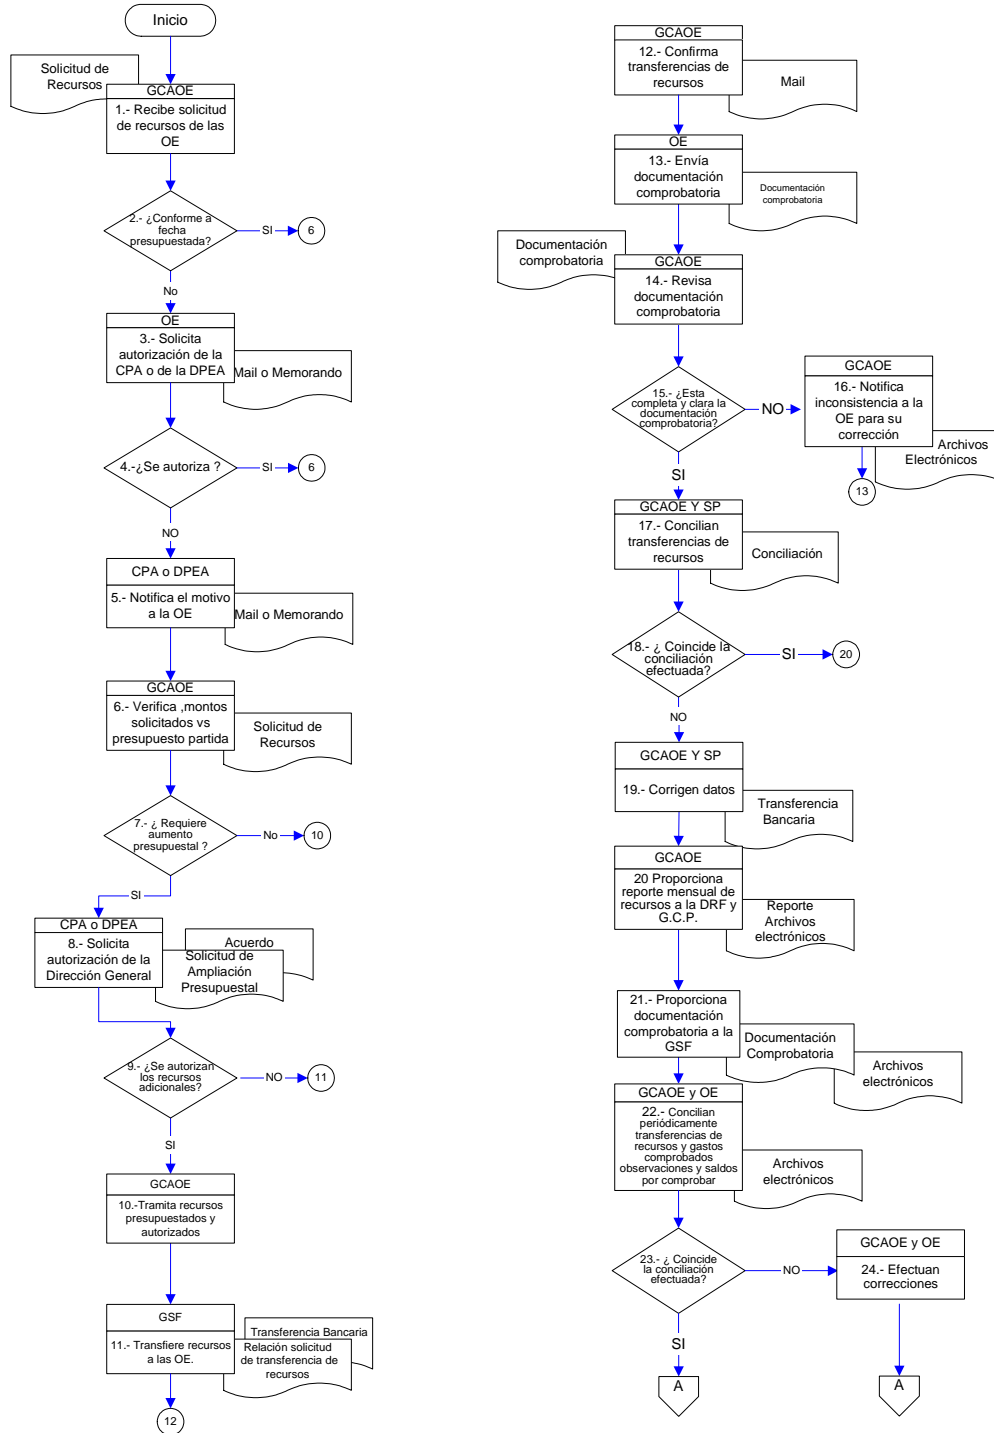 Inicio
Solicitud de
Recursos
GCAOE
1.- Recibe solicitud
de recursos de las
OE
2.- ¿Conforme a
fecha
presupuestada?
SI
6
No
OE
3.- Solicita
autorización de la
CPA o de la DPEA
Mail o Memorando
4.-¿Se autoriza ?
SI
6
NO
CPA o DPEA
5.- Notifica el motivo
a la OE
Mail o Memorando
GCAOE
6.- Verifica ,montos
solicitados vs
presupuesto partida
Solicitud de
Recursos
7.- ¿ Requiere
aumento
presupuestal ?
No
10
SI
CPA o DPEA
8.- Solicita
autorización de la
Dirección General
Acuerdo
Solicitud de
Ampliación
Presupuestal
9.- ¿Se autorizan
los recursos
adicionales?
NO
11
SI
GCAOE
10.-Tramita recursos
presupuestados y
autorizados
GSF
11.- Transfiere recursos
a las OE.
Transferencia Bancaria
Relación solicitud
de transferencia de
recursos
12
GCAOE
12.- Confirma
transferencias de
recursos
Mail
OE
13.- Envía
documentación
comprobatoria
Documentación
comprobatoria
Documentación
comprobatoria
GCAOE
14.- Revisa
documentación
comprobatoria
15.- ¿Esta
completa y clara la
documentación
comprobatoria?
NO
GCAOE
16.- Notifica
inconsistencia a la
OE para su
corrección
Archivos
Electrónicos
13
SI
GCAOE Y SP
17.- Concilian
transferencias de
recursos
Conciliación
18.- ¿ Coincide la
conciliación
efectuada?
SI
20
NO
GCAOE Y SP
19.- Corrigen datos
Transferencia
Bancaria
GCAOE
20 Proporciona
reporte mensual de
recursos a la DRF y
G.C.P.
Reporte
Archivos
electrónicos
21.- Proporciona
documentación
comprobatoria a la
GSF
Documentación
Comprobatoria
Archivos
electrónicos
GCAOE y OE
22.- Concilian
periódicamente
transferencias de
recursos y gastos
comprobados
observaciones y saldos
por comprobar
Archivos
electrónicos
23.- ¿ Coincide
la conciliación
efectuada?
NO
GCAOE y OE
24.- Efectuan
correcciones
SI
A
A